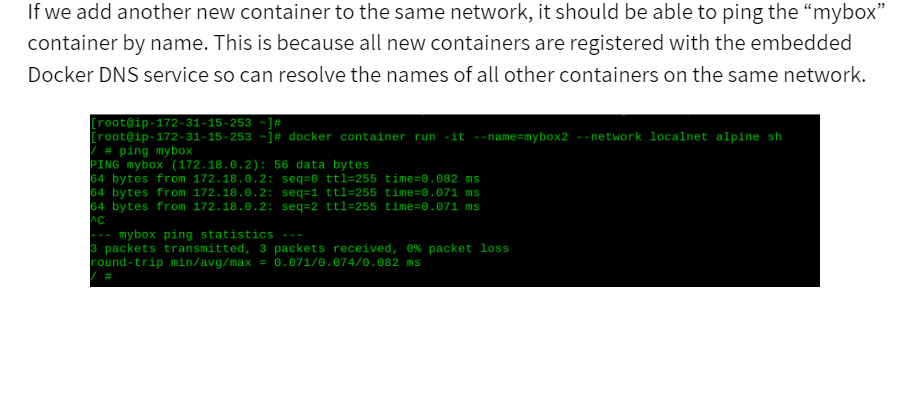 If we add another new container to the same network, it should be able to ping the “mybox”
container by name. This is because all new containers are registered with the embedded
Docker DNS service so can resolve the names of all other containers on the same network.
[root@ip-172-31-15-253 ~]#
[root@ip-172-31-15-253 ~]# docker container run -it --name=mybox2 --network localnet alpine sh
/ # ping mybox
PING mybox (172.18.0.2): 56 data bytes
64 bytes from 172.18.0.2: seq=0 ttl=255 time=0.082 ms
64 bytes from 172.18.0.2: seq=1 ttl=255 time=0.071 ms
64 bytes from 172.18.0.2: seq=2 ttl=255 time=0.071 ms
^C
--- mybox ping statistics ---
3 packets transmitted, 3 packets received, 0% packet loss
round-trip min/avg/max = 0.071/0.074/0.082 ms
/ #